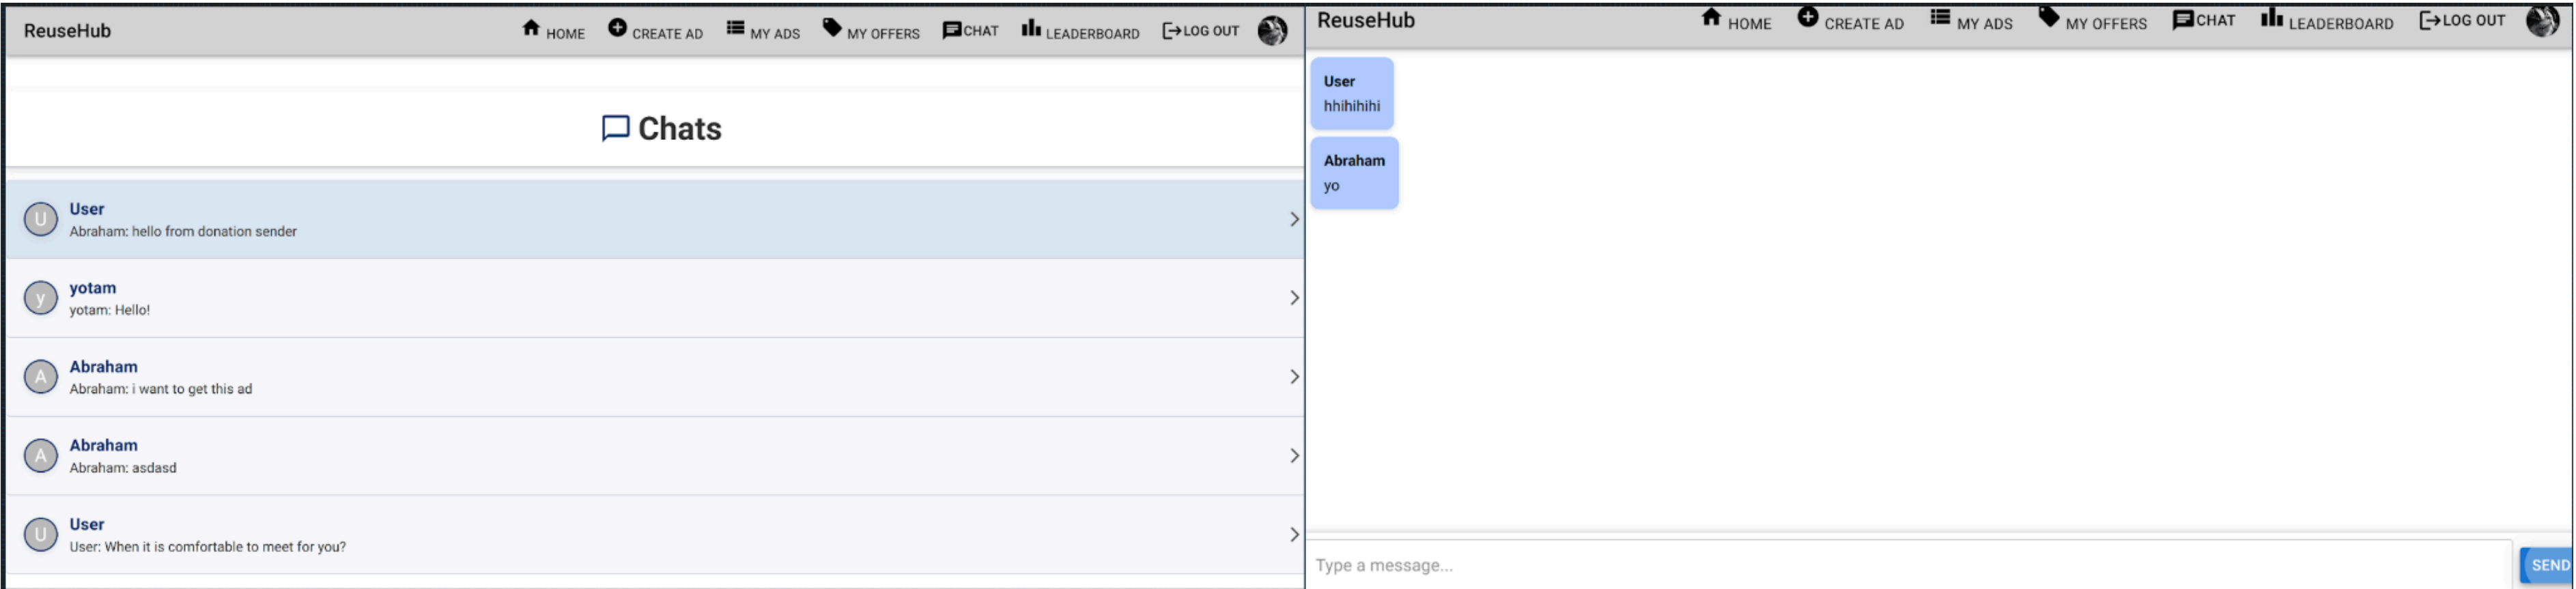 ReuseHub HOME CREATE AD MY ADS MY OFFERS CHAT LEADERBOARD LOG OUT
Chats
U User
Abraham: hello from donation sender
y yotam
yotam: Hello!
A Abraham
Abraham: i want to get this ad
A Abraham
Abraham: asdasd
U User
User: When it is comfortable to meet for you?
ReuseHub HOME CREATE AD MY ADS MY OFFERS CHAT LEADERBOARD LOG OUT
User
hhihihihi
Abraham
yo
Type a message... SEND